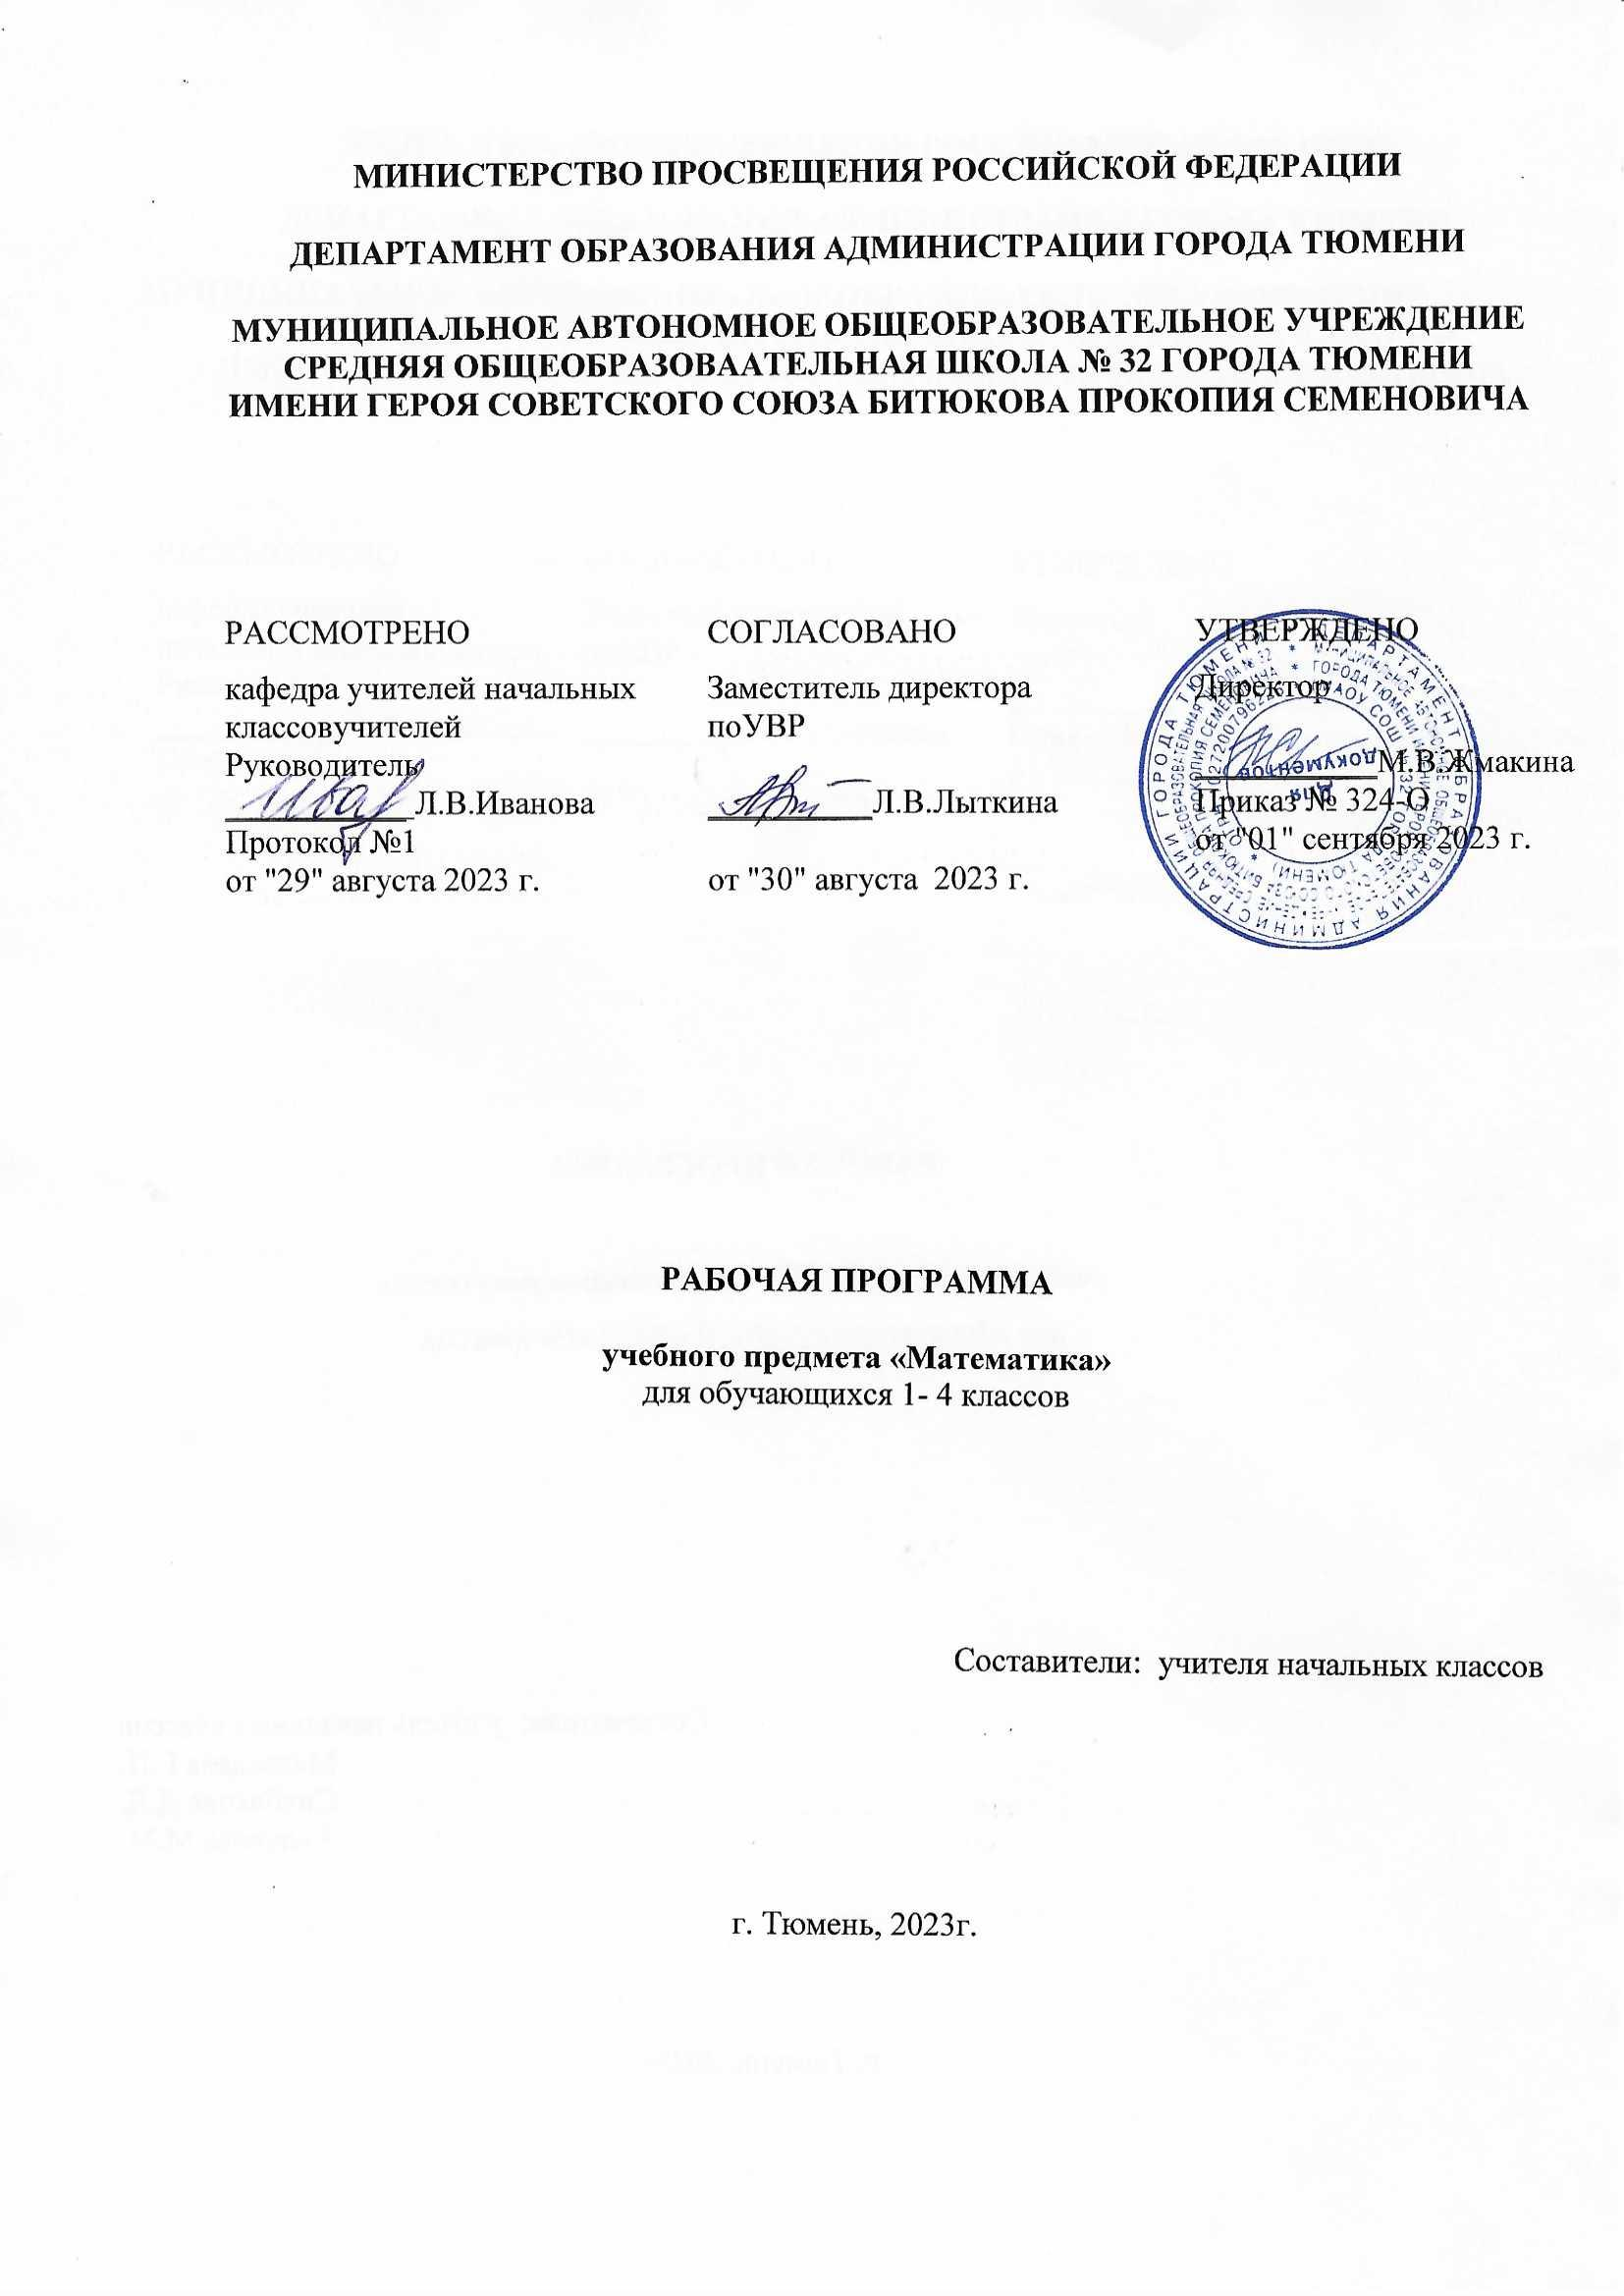 МИНИСТЕРСТВО ПРОСВЕЩЕНИЯ РОССИЙСКОЙ ФЕДЕРАЦИИ
ДЕПАРТАМЕНТ ОБРАЗОВАНИЯ АДМИНИСТРАЦИИ ГОРОДА ТЮМЕНИ
МУНИЦИПАЛЬНОЕ АВТОНОМНОЕ ОБЩЕОБРАЗОВАТЕЛЬНОЕ УЧРЕЖДЕНИЕ
СРЕДНЯЯ ОБЩЕОБРАЗОВААТЕЛЬНАЯ ШКОЛА № 32 ГОРОДА ТЮМЕНИ
ИМЕНИ ГЕРОЯ СОВЕТСКОГО СОЮЗА БИТЮКОВА ПРОКОПИЯ СЕМЕНОВИЧА
РАССМОТРЕНО
кафедра учителей начальных
классовучителей
Руководитель
Л.В.Иванова
Протокол №1
от "29" августа 2023 г.
СОГЛАСОВАНО
Заместитель директора
поУВР
Л.В.Лыткина
от "30" августа 2023 г.
УТВЕРЖДЕНО
Директор
М.В.Жмакина
Приказ № 324-О
от "01" сентября 2023 г.
Для
документов
РАБОЧАЯ ПРОГРАММА
учебного предмета «Математика»
для обучающихся 1- 4 классов
Составители: учителя начальных классов
г. Тюмень, 2023г.